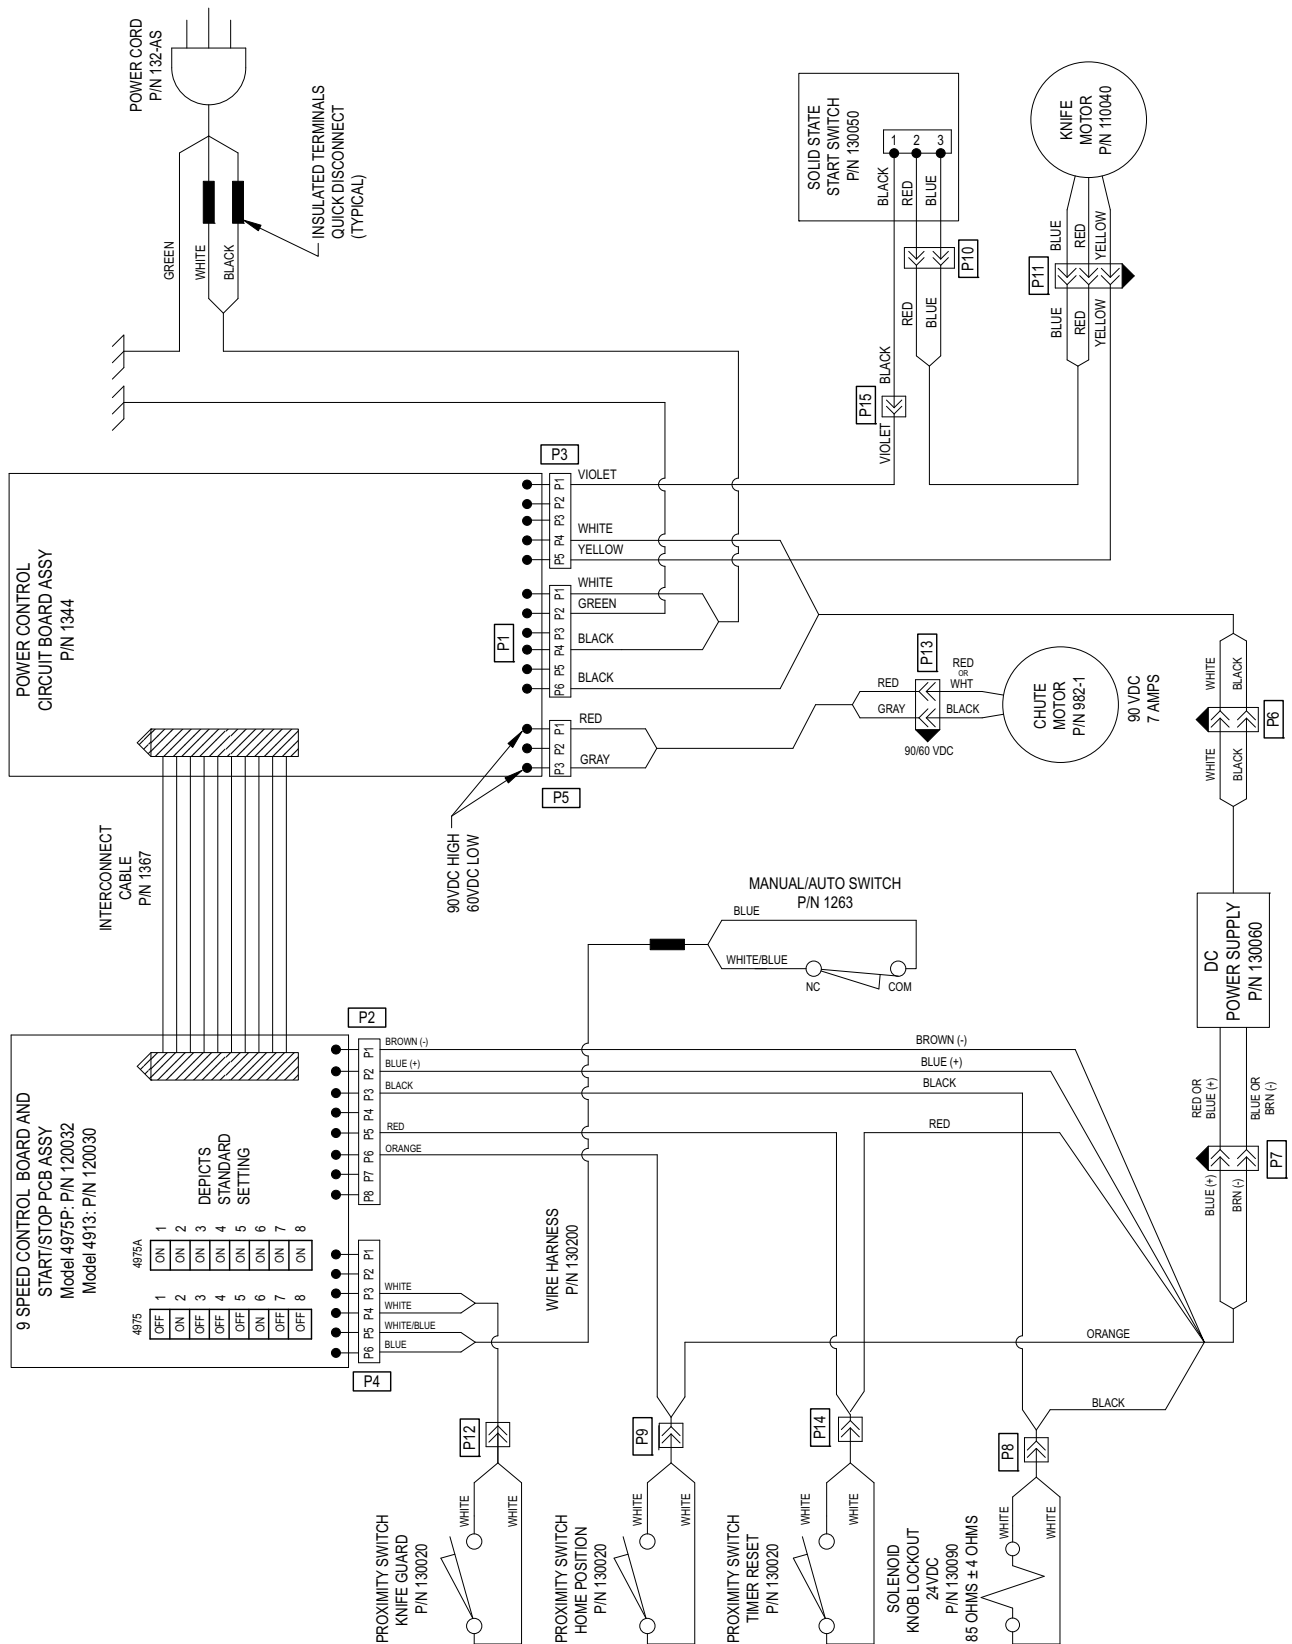 POWER CORD
P/N 132-AS
INSULATED TERMINALS
QUICK DISCONNECT
(TYPICAL)
GREEN
WHITE
BLACK
SOLID STATE
START SWITCH
P/N 130050
1
2
3
BLACK
RED
BLUE
P10
RED
BLUE
BLACK
P15
VIOLET
KNIFE
MOTOR
P/N 110040
BLUE
RED
YELLOW
P11
BLUE
RED
YELLOW
POWER CONTROL
CIRCUIT BOARD ASSY
P/N 1344
P3
P1
P2
P3
P4
P5
VIOLET
WHITE
YELLOW
P1
P1
P2
P3
P4
P5
P6
WHITE
GREEN
BLACK
BLACK
P5
P1
P2
P3
RED
GRAY
90VDC HIGH
60VDC LOW
P13
RED
GRAY
RED
OR
WHT
BLACK
90/60 VDC
CHUTE
MOTOR
P/N 982-1
90 VDC
7 AMPS
WHITE
BLACK
P6
WHITE
BLACK
INTERCONNECT
CABLE
P/N 1367
MANUAL/AUTO SWITCH
P/N 1263
BLUE
WHITE/BLUE
NC
COM
DC
POWER SUPPLY
P/N 130060
RED OR
BLUE (+)
BLUE OR
BRN (-)
P7
BLUE (+)
BRN (-)
9 SPEED CONTROL BOARD AND
START/STOP PCB ASSY
Model 4975P: P/N 120032
Model 4913: P/N 120030
DEPICTS
STANDARD
SETTING
4975A
ON
ON
ON
ON
ON
ON
ON
ON
1
2
3
4
5
6
7
8
4975
OFF
ON
OFF
OFF
OFF
ON
OFF
OFF
1
2
3
4
5
6
7
8
P2
P1
P2
P3
P4
P5
P6
P7
P8
BROWN (-)
BLUE (+)
BLACK
RED
ORANGE
BROWN (-)
BLUE (+)
BLACK
RED
P4
P1
P2
P3
P4
P5
P6
WHITE
WHITE
WHITE/BLUE
BLUE
WIRE HARNESS
P/N 130200
ORANGE
BLACK
P12
P9
P14
P8
PROXIMITY SWITCH
KNIFE GUARD
P/N 130020
WHITE
WHITE
PROXIMITY SWITCH
HOME POSITION
P/N 130020
WHITE
WHITE
PROXIMITY SWITCH
TIMER RESET
P/N 130020
WHITE
WHITE
SOLENOID
KNOB LOCKOUT
24VDC
P/N 130090
85 OHMS ± 4 OHMS
WHITE
WHITE